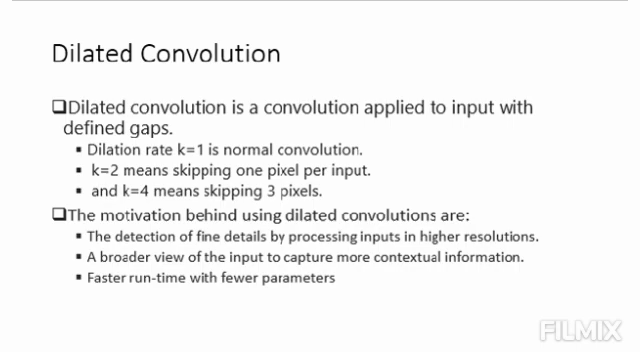 Dilated Convolution
❑Dilated convolution is a convolution applied to input with
defined gaps.
▪ Dilation rate k=1 is normal convolution.
▪ k=2 means skipping one pixel per input.
▪ and k=4 means skipping 3 pixels.
❑The motivation behind using dilated convolutions are:
▪ The detection of fine details by processing inputs in higher resolutions.
▪ A broader view of the input to capture more contextual information.
▪ Faster run-time with fewer parameters
FILMIX